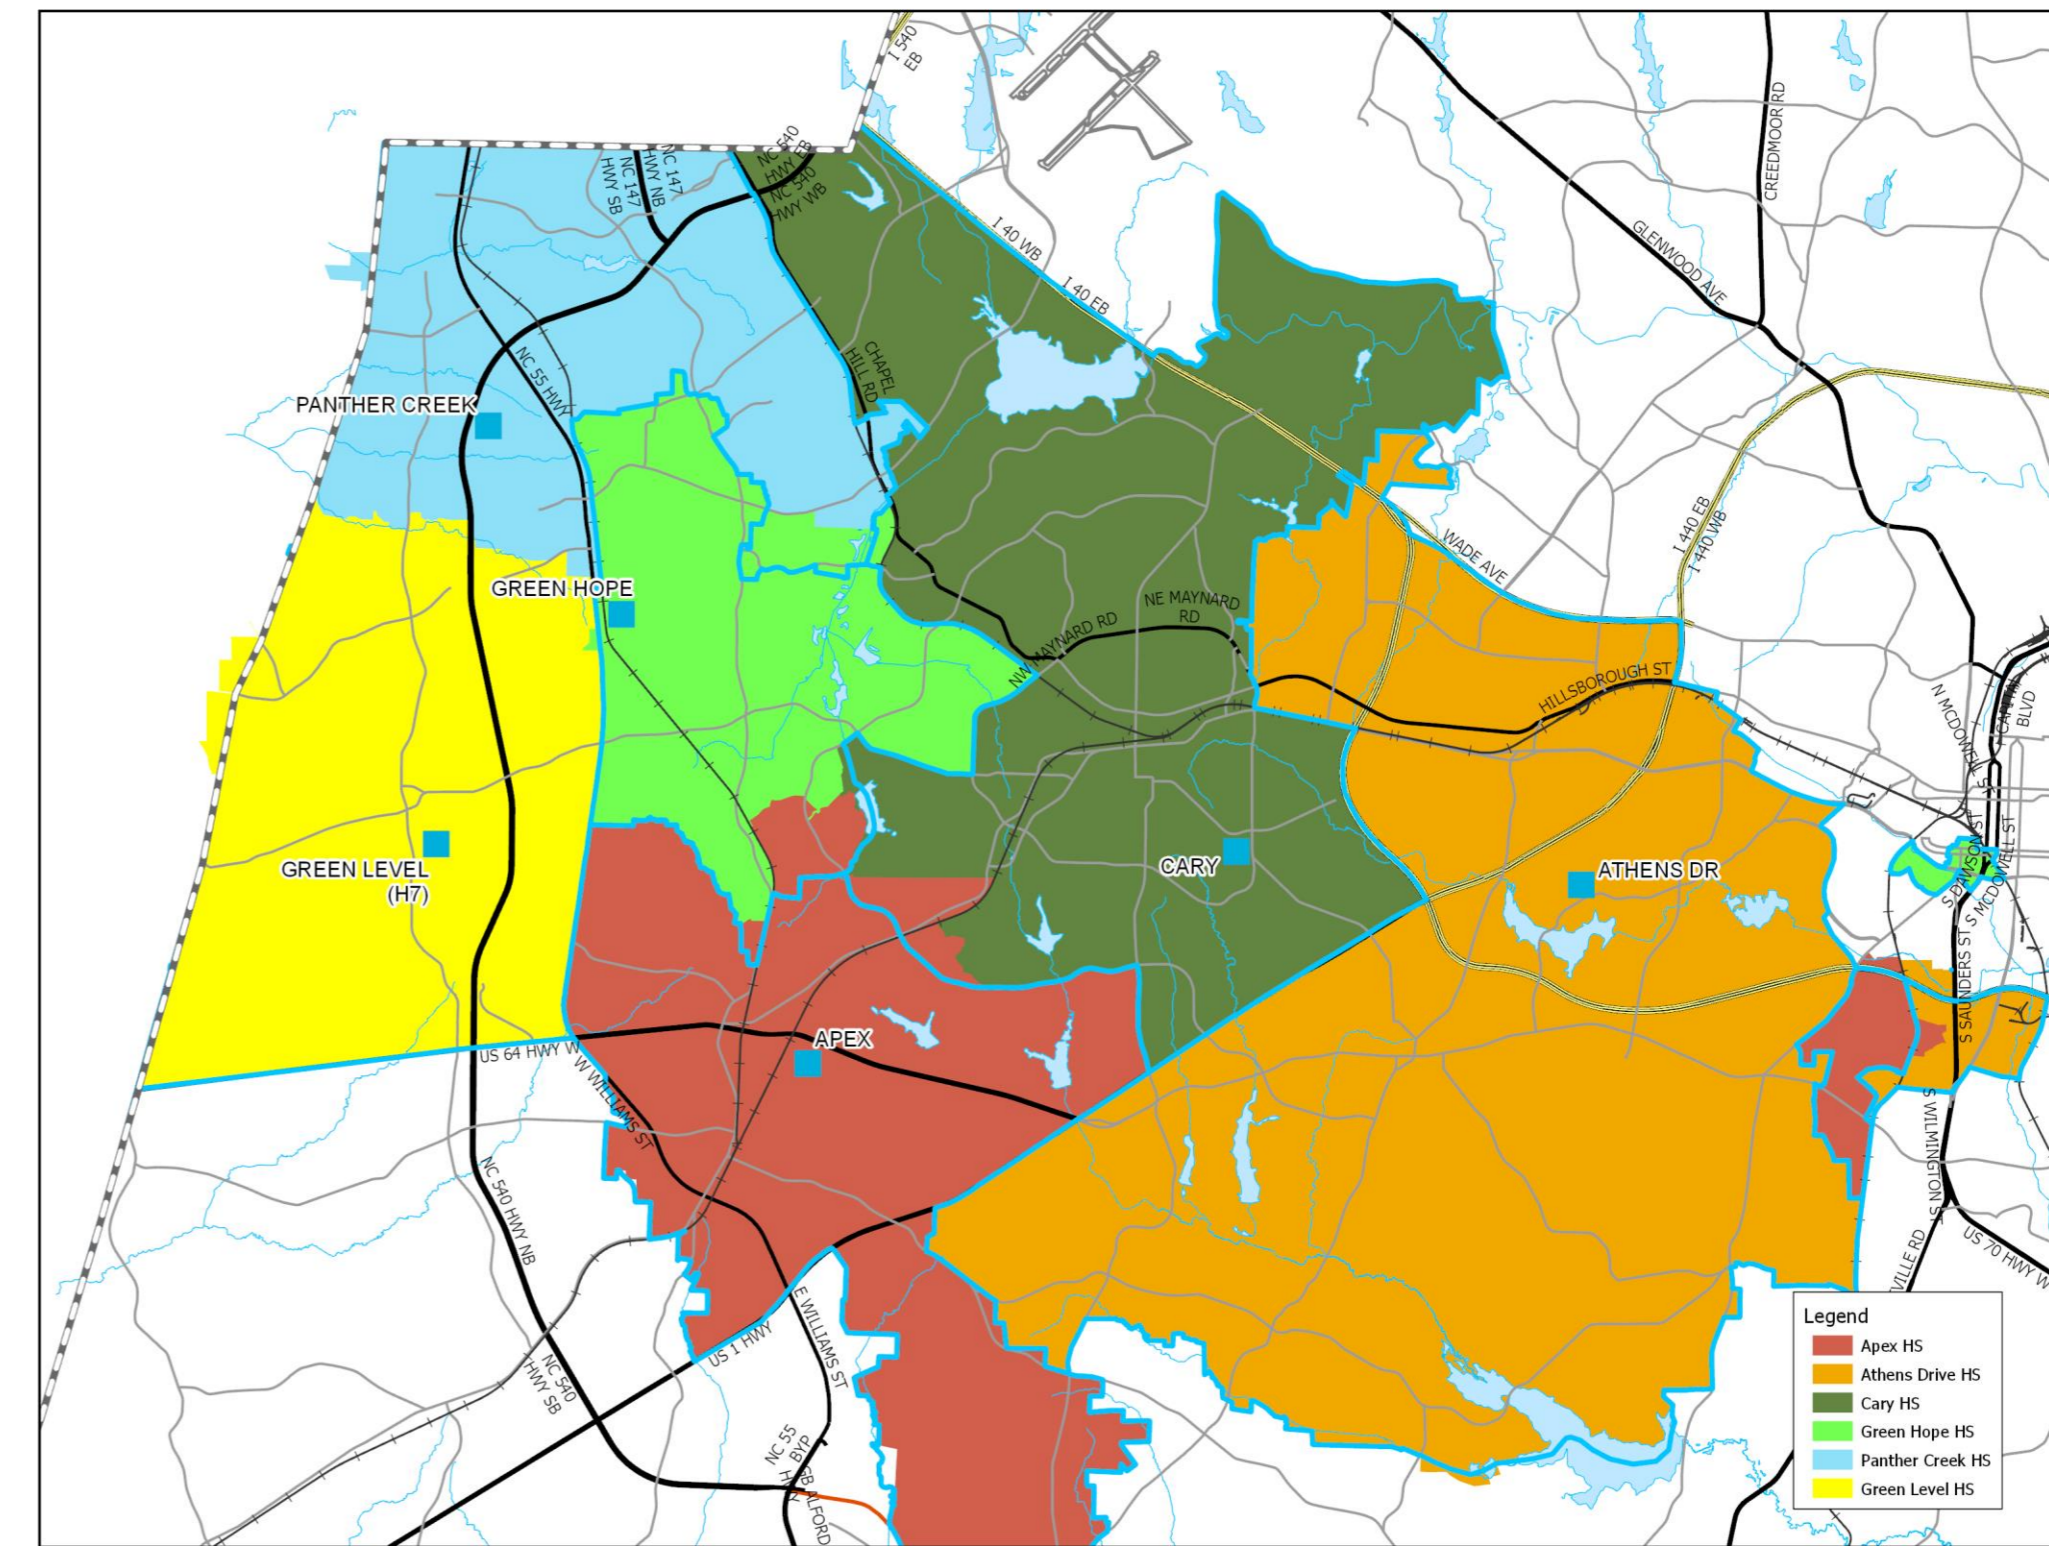 I 540
EB
NC 540
HWY EB
NC 540
HWY WB
NC 147
HWY NB
NC 147
HWY SB
CREEDMOOR RD
GLENWOOD AVE
I 40 WB
I 40 EB
CHAPEL
HILL RD
NC 55 HWY
PANTHER CREEK
GREEN HOPE
I 440 EB
I 440 WB
WADE AVE
NE MAYNARD
RD
NW MAYNARD RD
HILLSBOROUGH ST
N MCDOWELL ST
CAPITAL
BLVD
GREEN LEVEL
(H7)
CARY
ATHENS DR
S DAWSON ST
S MCDOWELL ST
S SAUNDERS ST
APEX
US 64 HWY W
W WILLIAMS ST
S WILMINGTON ST
NC 540 HWY NB
US 70 HWY W
VILLE RD
E WILLIAMS ST
US 1 HWY
NC 540
HWY SB
NC 55
BYP
ALFORD
Legend
Apex HS
Athens Drive HS
Cary HS
Green Hope HS
Panther Creek HS
Green Level HS